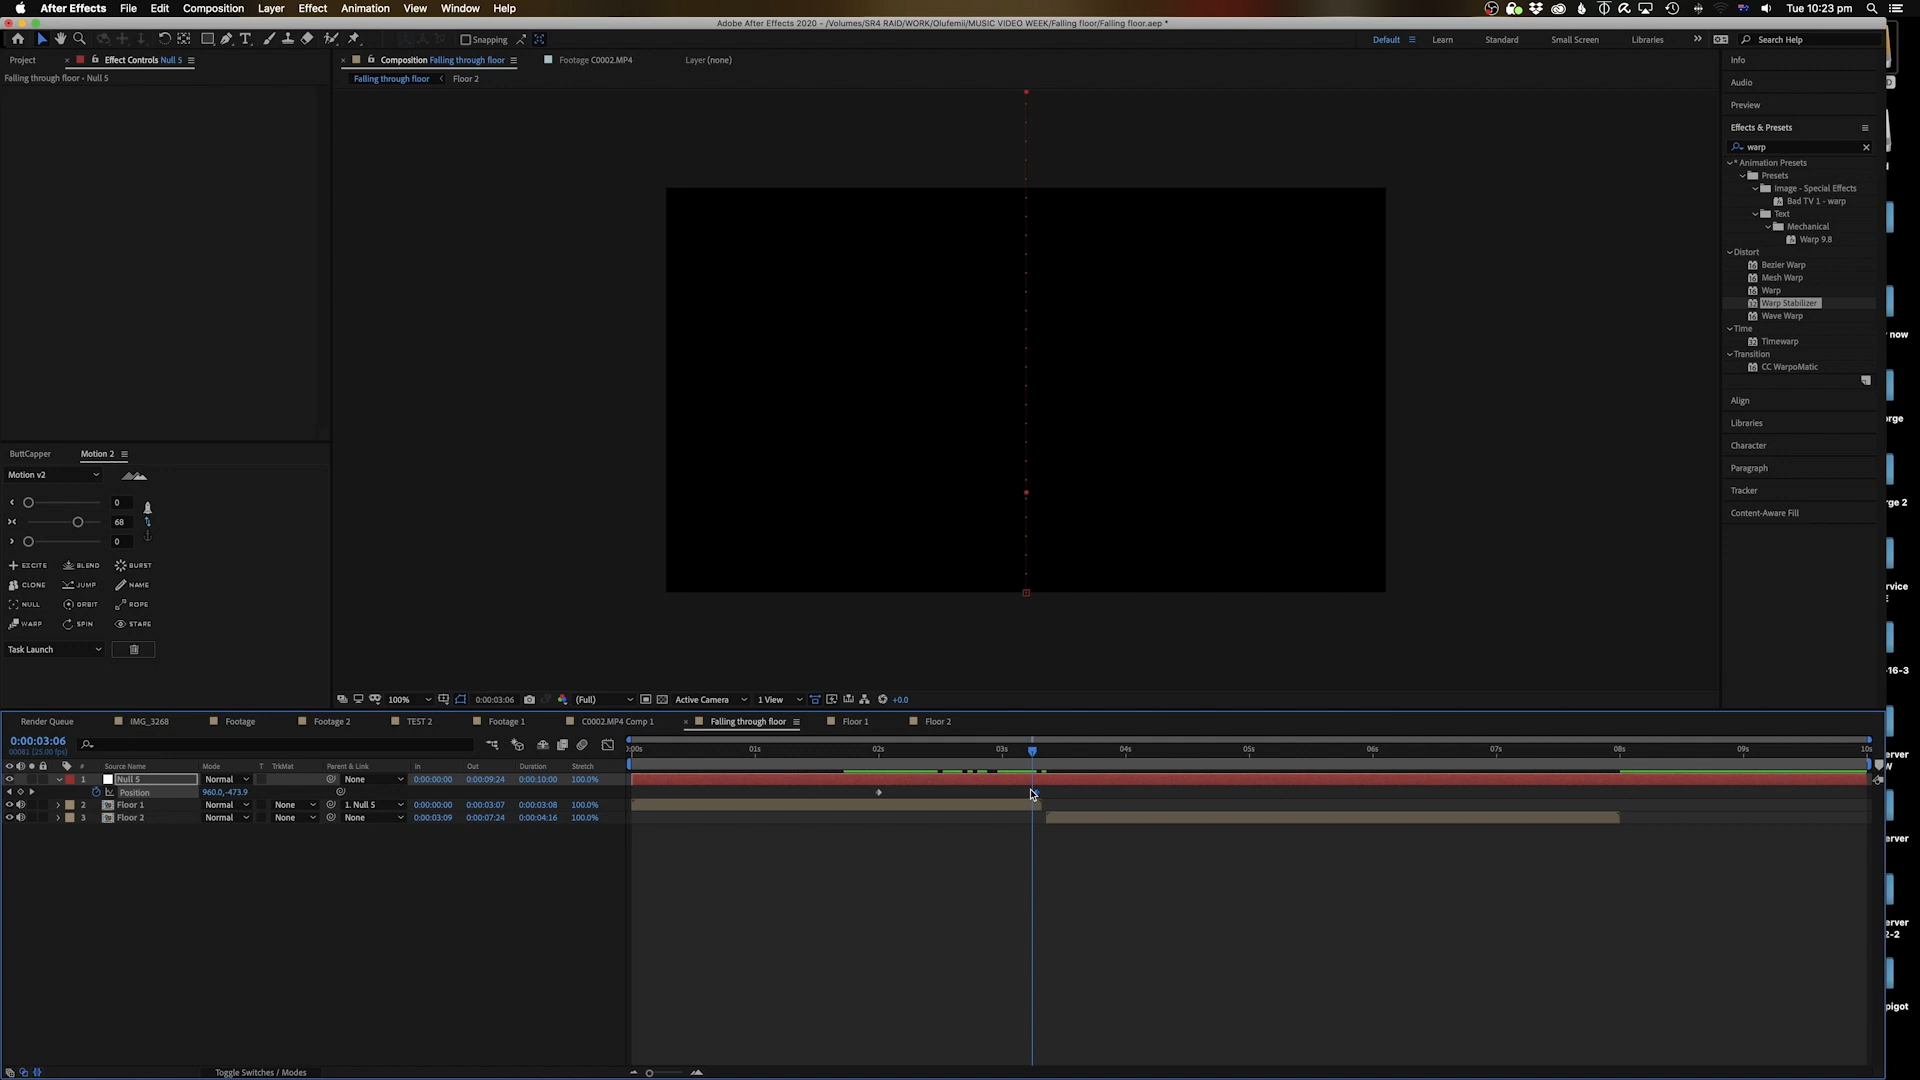 After Effects File Edit Composition Layer Effect Animation View Window Help Tue 10:23 pm
Adobe After Effects 2020 - /Volumes/SR4 RAID/WORK/Olufemii/MUSIC VIDEO WEEK/Falling floor/Falling floor.aep *
Snapping Default Learn Standard Small Screen Libraries Search Help
Project Effect Controls Null 5 Composition Falling through floor Footage C0002.MP4 Layer (none) Info
Falling through floor • Null 5 Falling through floor Floor 2
Audio
Preview
Effects & Presets
warp
* Animation Presets
Presets
Image - Special Effects
Bad TV 1 - warp
Text
Mechanical
Warp 9.8
Distort
Bezier Warp
Mesh Warp
Warp
Warp Stabilizer
Wave Warp
Time
Timewarp
Transition
CC WarpoMatic
Align
Libraries
Character
Paragraph
Tracker
Content-Aware Fill
ButtCapper Motion 2
Motion v2
0
68
0
EXCITE BLEND BURST
CLONE JUMP NAME
NULL ORBIT ROPE
WARP SPIN STARE
Task Launch
100% 0:00:03:06 (Full) Active Camera 1 View +0.0
Render Queue IMG_3268 Footage Footage 2 TEST 2 Footage 1 C0002.MP4 Comp 1 Falling through floor Floor 1 Floor 2
0:00:03:06
00081 (25.00 fps)
:00s 01s 02s 03s 04s 05s 06s 07s 08s 09s 10s
# Source Name Mode T TrkMat Parent & Link In Out Duration Stretch
1 Null 5 Normal None 0:00:00:00 0:00:09:24 0:00:10:00 100.0%
Position 960.0,-473.9
2 Floor 1 Normal None 1. Null 5 0:00:00:00 0:00:03:07 0:00:03:08 100.0%
3 Floor 2 Normal None None 0:00:03:09 0:00:07:24 0:00:04:16 100.0%
Toggle Switches / Modes